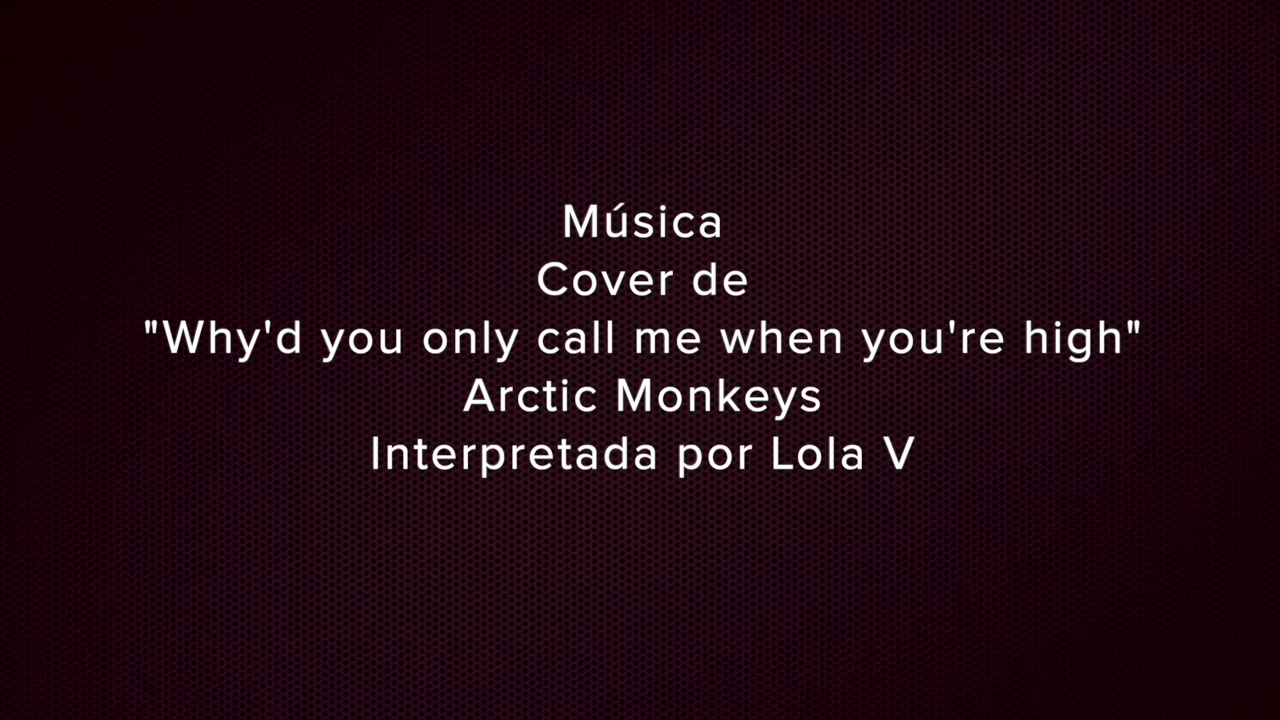 Música
Cover de
"Why'd you only call me when you're high"
Arctic Monkeys
Interpretada por Lola V